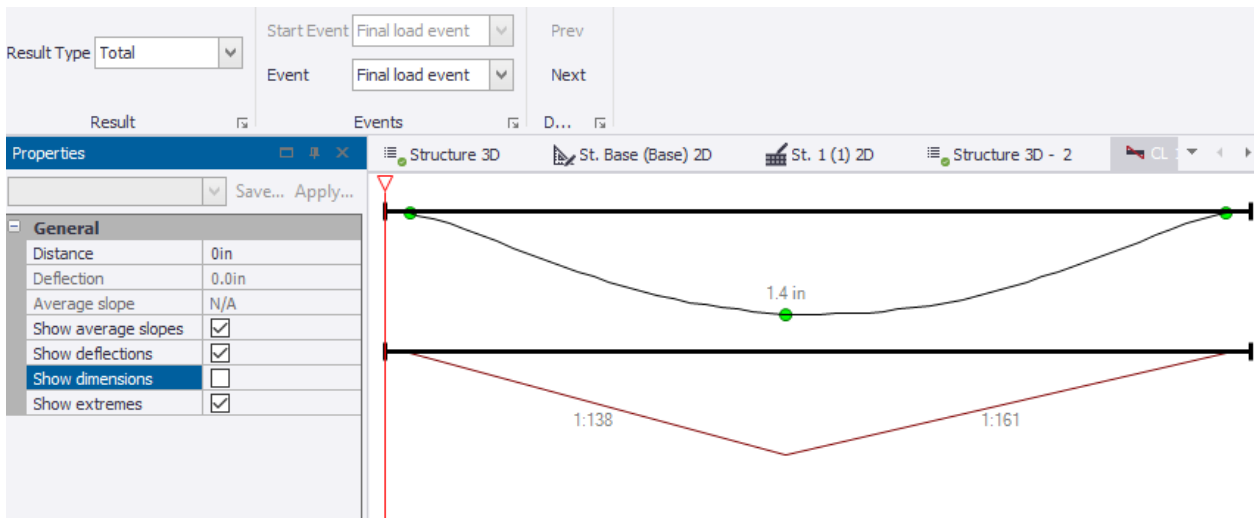 Result Type Total
Start Event Final load event
Prev
Event Final load event
Next
Result
Events
D...
Properties
Structure 3D
St. Base (Base) 2D
St. 1 (1) 2D
Structure 3D - 2
CL
Save... Apply...
General
Distance 0in
Deflection 0.0in
Average slope N/A
Show average slopes
Show deflections
Show dimensions
Show extremes
1.4 in
1:138
1:161